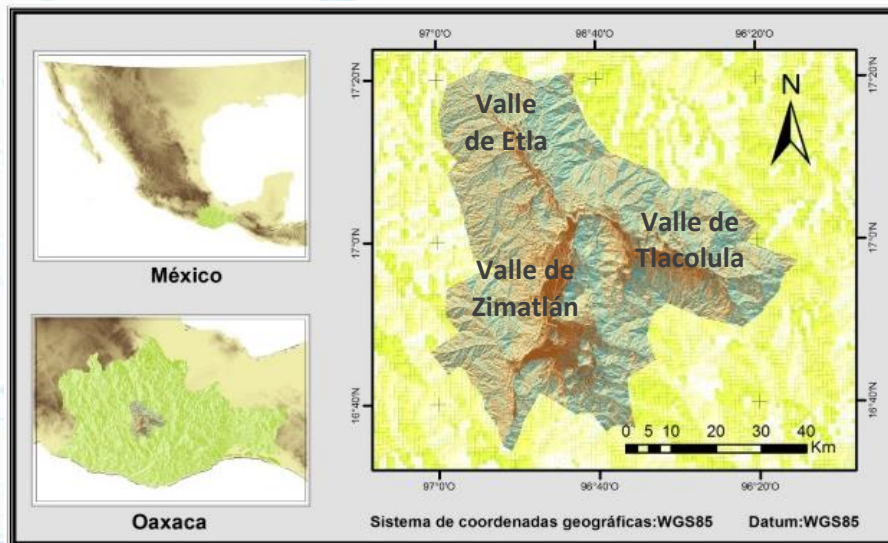 México
Oaxaca
97°0'O
96°40'O
96°20'O
17°20'N
17°0'N
16°40'N
17°20'N
17°0'N
16°40'N
N
Valle
de Etla
Valle de
Tlacolula
Valle de
Zimatlán
0 5 10 20 30 40
Km
97°0'O
96°40'O
96°20'O
Sistema de coordenadas geográficas:WGS85 Datum:WGS85